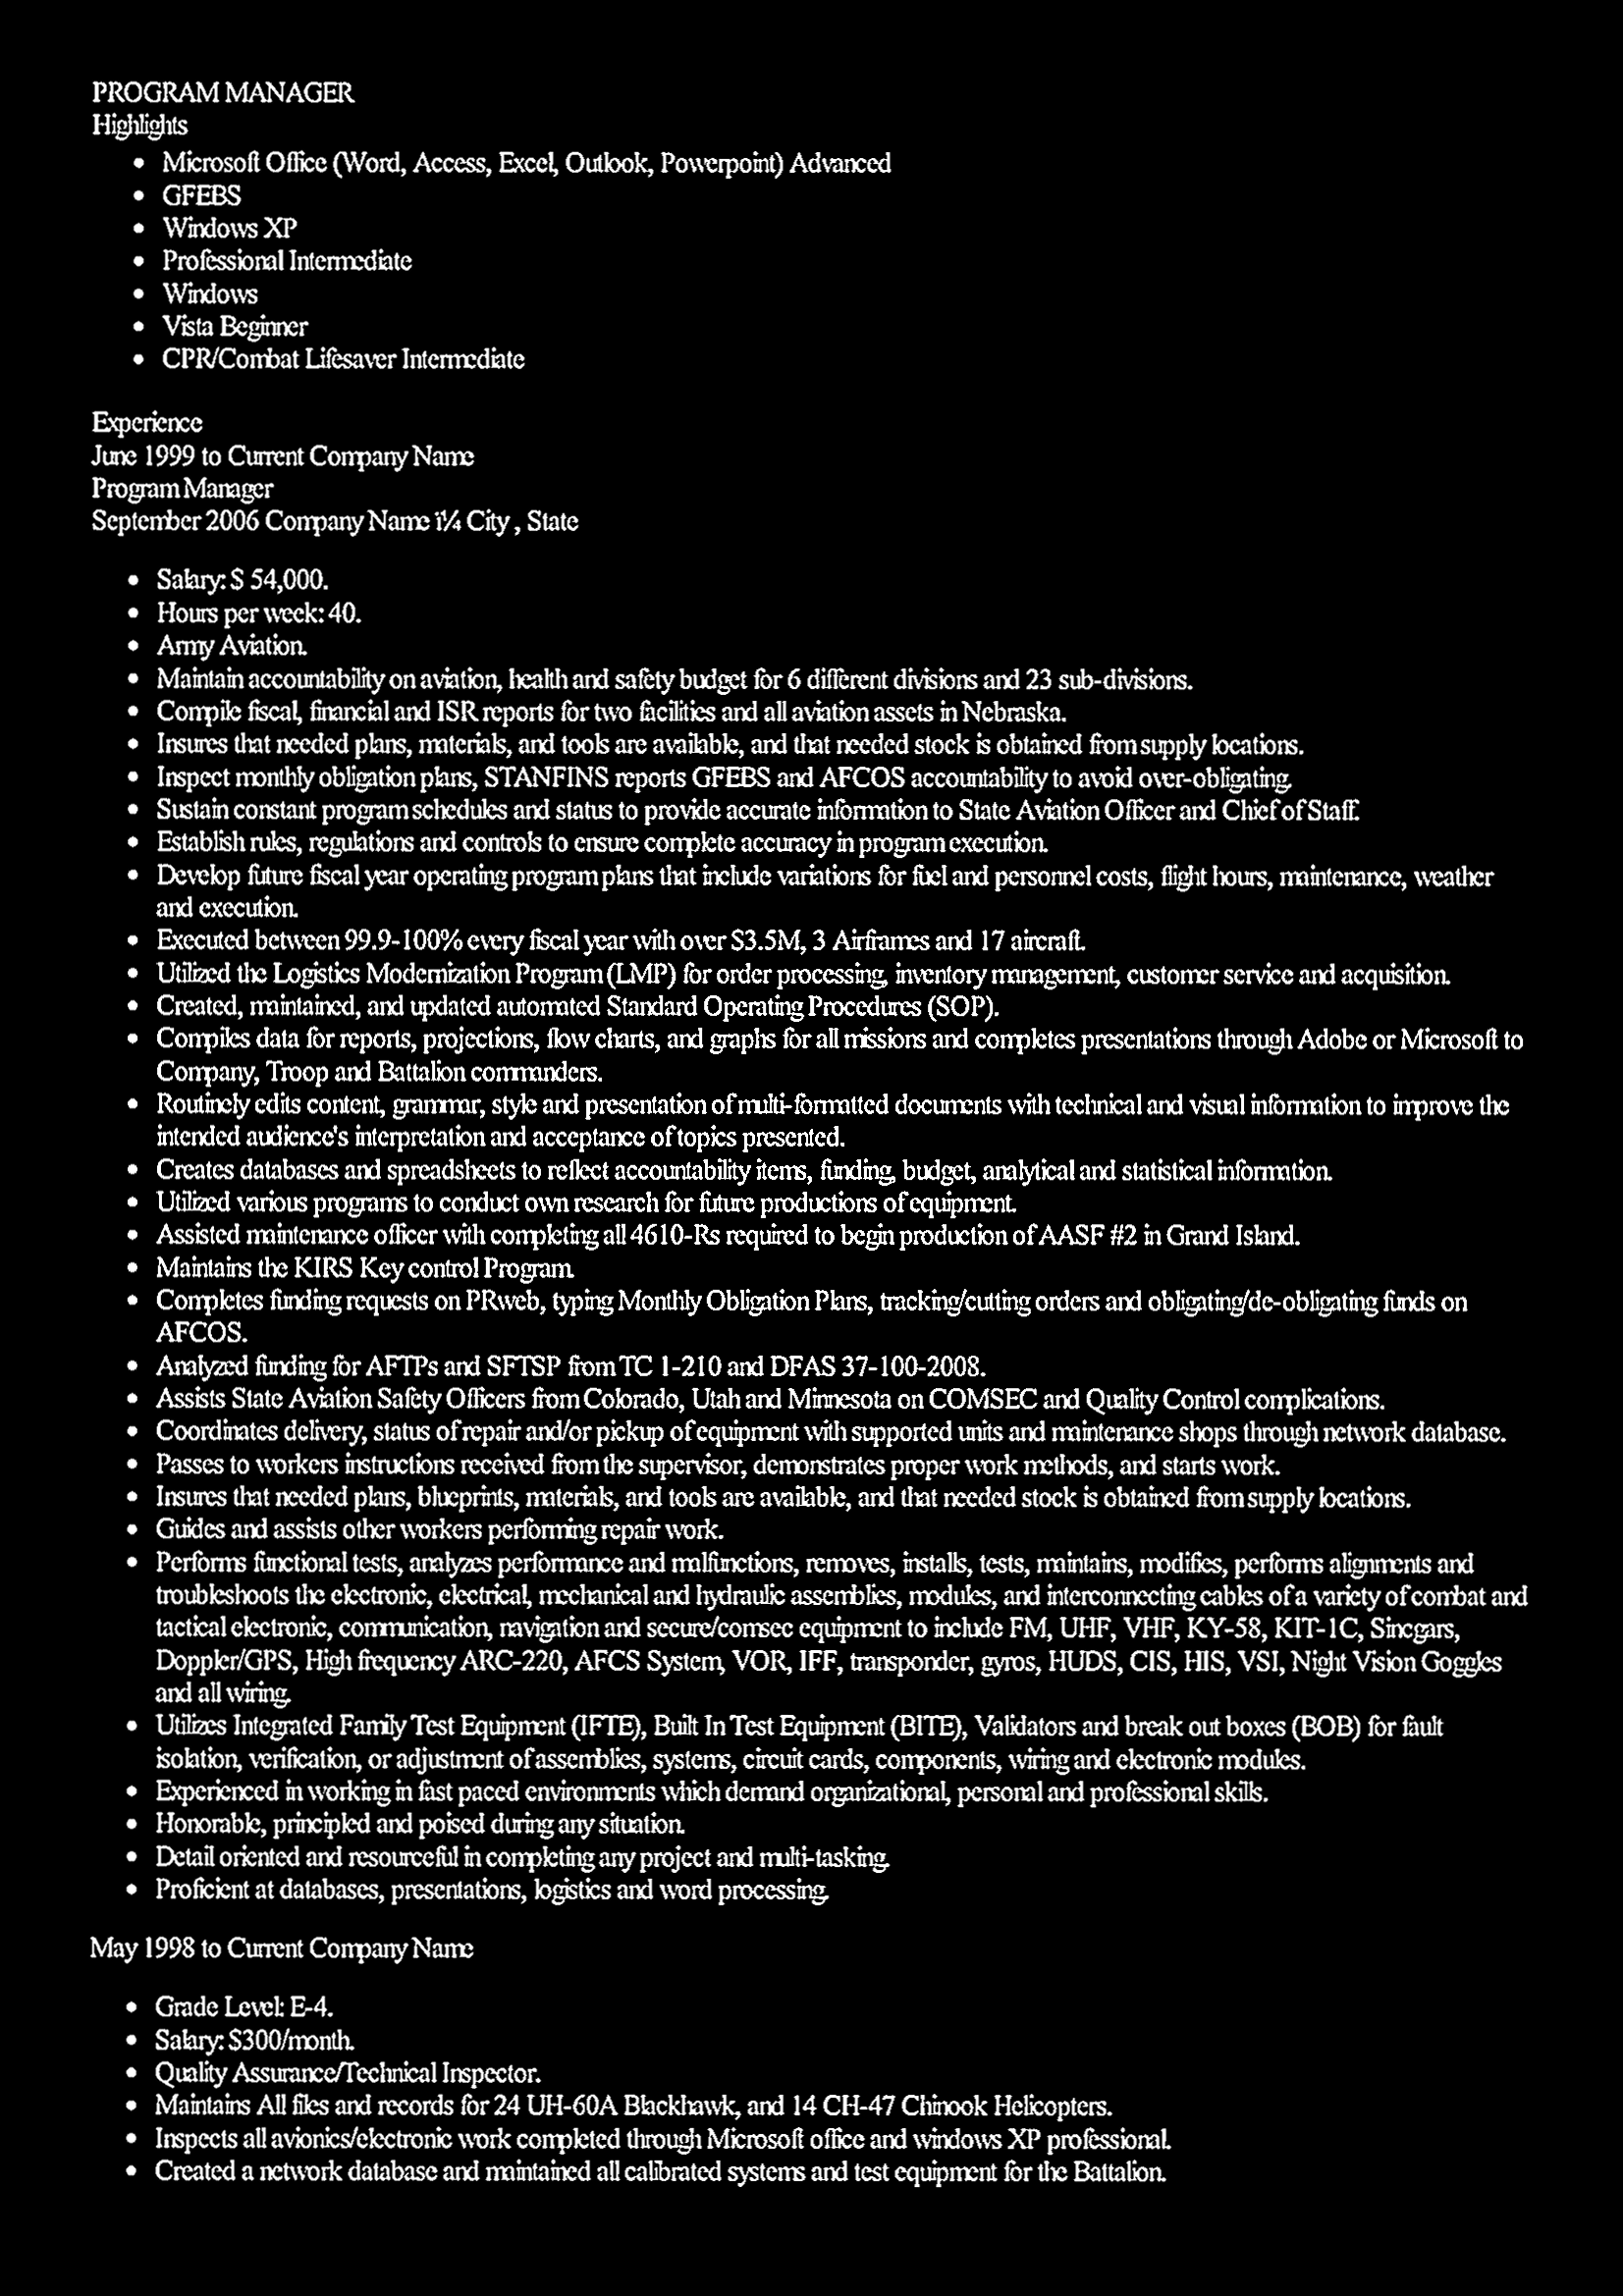 PROGRAM MANAGER
Highlights
• Microsoft Office (Word, Access, Excel, Outlook, Powerpoint) Advanced
• GFEBS
• Windows XP
• Professional Intermediate
• Windows
• Vista Beginner
• CPR/Combat Lifesaver Intermediate
Experience
June 1999 to Current Company Name
Program Manager
September 2006 Company Name ï¼ City , State
• Salary: $ 54,000.
• Hours per week: 40.
• Army Aviation.
• Maintain accountability on aviation, health and safety budget for 6 different divisions and 23 sub-divisions.
• Compile fiscal, financial and ISR reports for two facilities and all aviation assets in Nebraska.
• Insures that needed plans, materials, and tools are available, and that needed stock is obtained from supply locations.
• Inspect monthly obligation plans, STANFINS reports GFEBS and AFCOS accountability to avoid over-obligating.
• Sustain constant program schedules and status to provide accurate information to State Aviation Officer and Chief of Staff.
• Establish rules, regulations and controls to ensure complete accuracy in program execution.
• Develop future fiscal year operating program plans that include variations for fuel and personnel costs, flight hours, maintenance, weather
and execution.
• Executed between 99.9-100% every fiscal year with over $3.5M, 3 Airframes and 17 aircraft.
• Utilized the Logistics Modernization Program (LMP) for order processing, inventory management, customer service and acquisition.
• Created, maintained, and updated automated Standard Operating Procedures (SOP).
• Compiles data for reports, projections, flow charts, and graphs for all missions and completes presentations through Adobe or Microsoft to
Company, Troop and Battalion commanders.
• Routinely edits content, grammar, style and presentation of multi-formatted documents with technical and visual information to improve the
intended audience's interpretation and acceptance of topics presented.
• Creates databases and spreadsheets to reflect accountability items, funding, budget, analytical and statistical information.
• Utilized various programs to conduct own research for future productions of equipment.
• Assisted maintenance officer with completing all 4610-Rs required to begin production of AASF #2 in Grand Island.
• Maintains the KIRS Key control Program.
• Completes funding requests on PRweb, typing Monthly Obligation Plans, tracking/cutting orders and obligating/de-obligating funds on
AFCOS.
• Analyzed funding for AFTPs and SFTSP from TC 1-210 and DFAS 37-100-2008.
• Assists State Aviation Safety Officers from Colorado, Utah and Minnesota on COMSEC and Quality Control complications.
• Coordinates delivery, status of repair and/or pickup of equipment with supported units and maintenance shops through network database.
• Passes to workers instructions received from the supervisor, demonstrates proper work methods, and starts work.
• Insures that needed plans, blueprints, materials, and tools are available, and that needed stock is obtained from supply locations.
• Guides and assists other workers performing repair work.
• Performs functional tests, analyzes performance and malfunctions, removes, installs, tests, maintains, modifies, performs alignments and
troubleshoots the electronic, electrical, mechanical and hydraulic assemblies, modules, and interconnecting cables of a variety of combat and
tactical electronic, communication, navigation and secure/comsec equipment to include FM, UHF, VHF, KY-58, KIT-1C, Sincgars,
Doppler/GPS, High frequency ARC-220, AFCS System, VOR, IFF, transponder, gyros, HUDS, CIS, HIS, VSI, Night Vision Goggles
and all wiring.
• Utilizes Integrated Family Test Equipment (IFTE), Built In Test Equipment (BITE), Validators and break out boxes (BOB) for fault
isolation, verification, or adjustment of assemblies, systems, circuit cards, components, wiring and electronic modules.
• Experienced in working in fast paced environments which demand organizational, personal and professional skills.
• Honorable, principled and poised during any situation.
• Detail oriented and resourceful in completing any project and multi-tasking.
• Proficient at databases, presentations, logistics and word processing.
May 1998 to Current Company Name
• Grade Level: E-4.
• Salary: $300/month.
• Quality Assurance/Technical Inspector.
• Maintains All files and records for 24 UH-60A Blackhawk, and 14 CH-47 Chinook Helicopters.
• Inspects all avionics/electronic work completed through Microsoft office and windows XP professional.
• Created a network database and maintained all calibrated systems and test equipment for the Battalion.